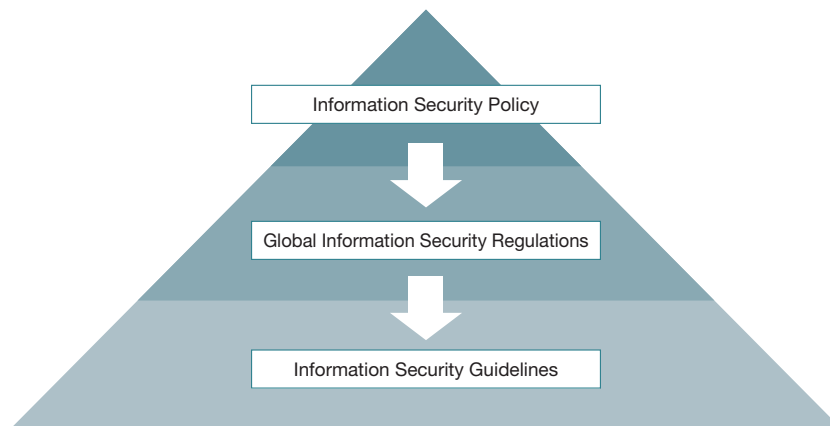 Information Security Policy
Global Information Security Regulations
Information Security Guidelines